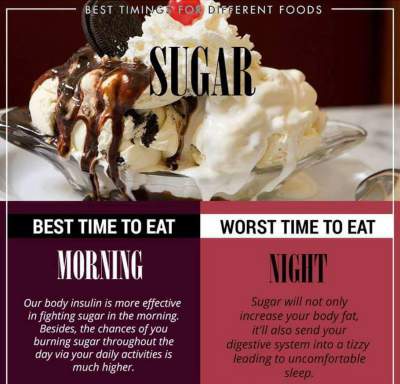 BEST TIMINGS FOR DIFFERENT FOODS
SUGAR
BEST TIME TO EAT
MORNING
Our body insulin is more effective
in fighting sugar in the morning.
Besides, the chances of you
burning sugar throughout the
day via your daily activities is
much higher.
WORST TIME TO EAT
NIGHT
Sugar will not only
increase your body fat,
it'll also send your
digestive system into a tizzy
leading to uncomfortable
sleep.